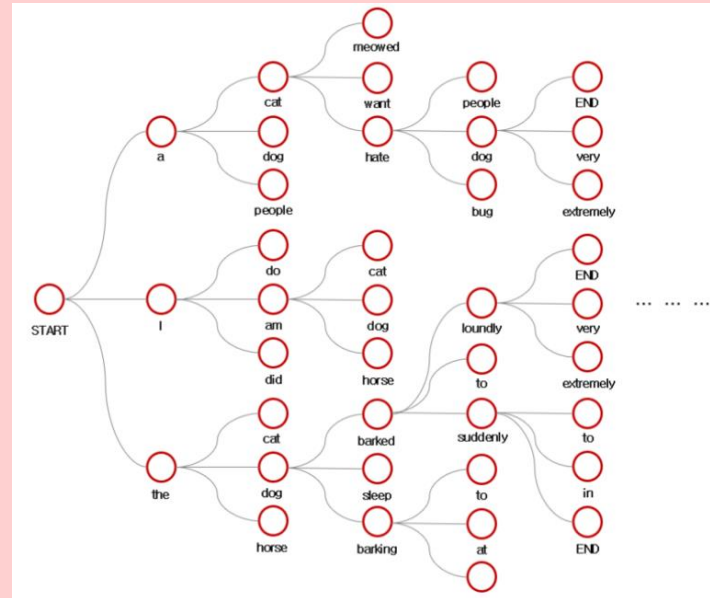 meowed
cat want people END
a dog hate dog very
people bug extremely
do cat END
START I am dog loundly very ... ... ...
did horse to extremely
cat barked suddenly to
the dog sleep to in
horse barking at END